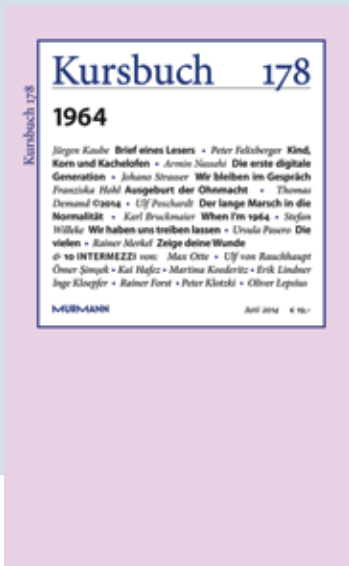 Kursbuch 178
Kursbuch 178
1964
Jürgen Kaube Brief eines Lesers • Peter Felixberger Kind,
Korn und Kachelofen • Armin Nassehi Die erste digitale
Generation • Johano Strasser Wir bleiben im Gespräch
Franziska Hohl Ausgeburt der Ohnmacht • Thomas
Demand ©2014 • Ulf Poschardt Der lange Marsch in die
Normalität • Karl Bruckmaier When I'm 1964 • Stefan
Willeke Wir haben uns treiben lassen • Ursula Pasero Die
vielen • Rainer Merkel Zeige deine Wunde
& 10 INTERMEZZI von: Max Otte • Ulf von Rauchhaupt
Ömer Şimşek • Kai Hafez • Martina Koederitz • Erik Lindner
Inge Kloepfer • Rainer Forst • Peter Klotzki • Oliver Lepsius
MURMANN Juni 2014 € 19,–